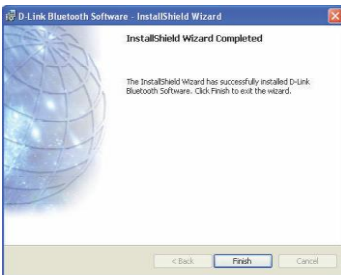 D-Link Bluetooth Software - InstallShield Wizard
InstallShield Wizard Completed
The InstallShield Wizard has successfully installed D-Link
Bluetooth Software. Click Finish to exit the wizard.
< Back
Finish
Cancel